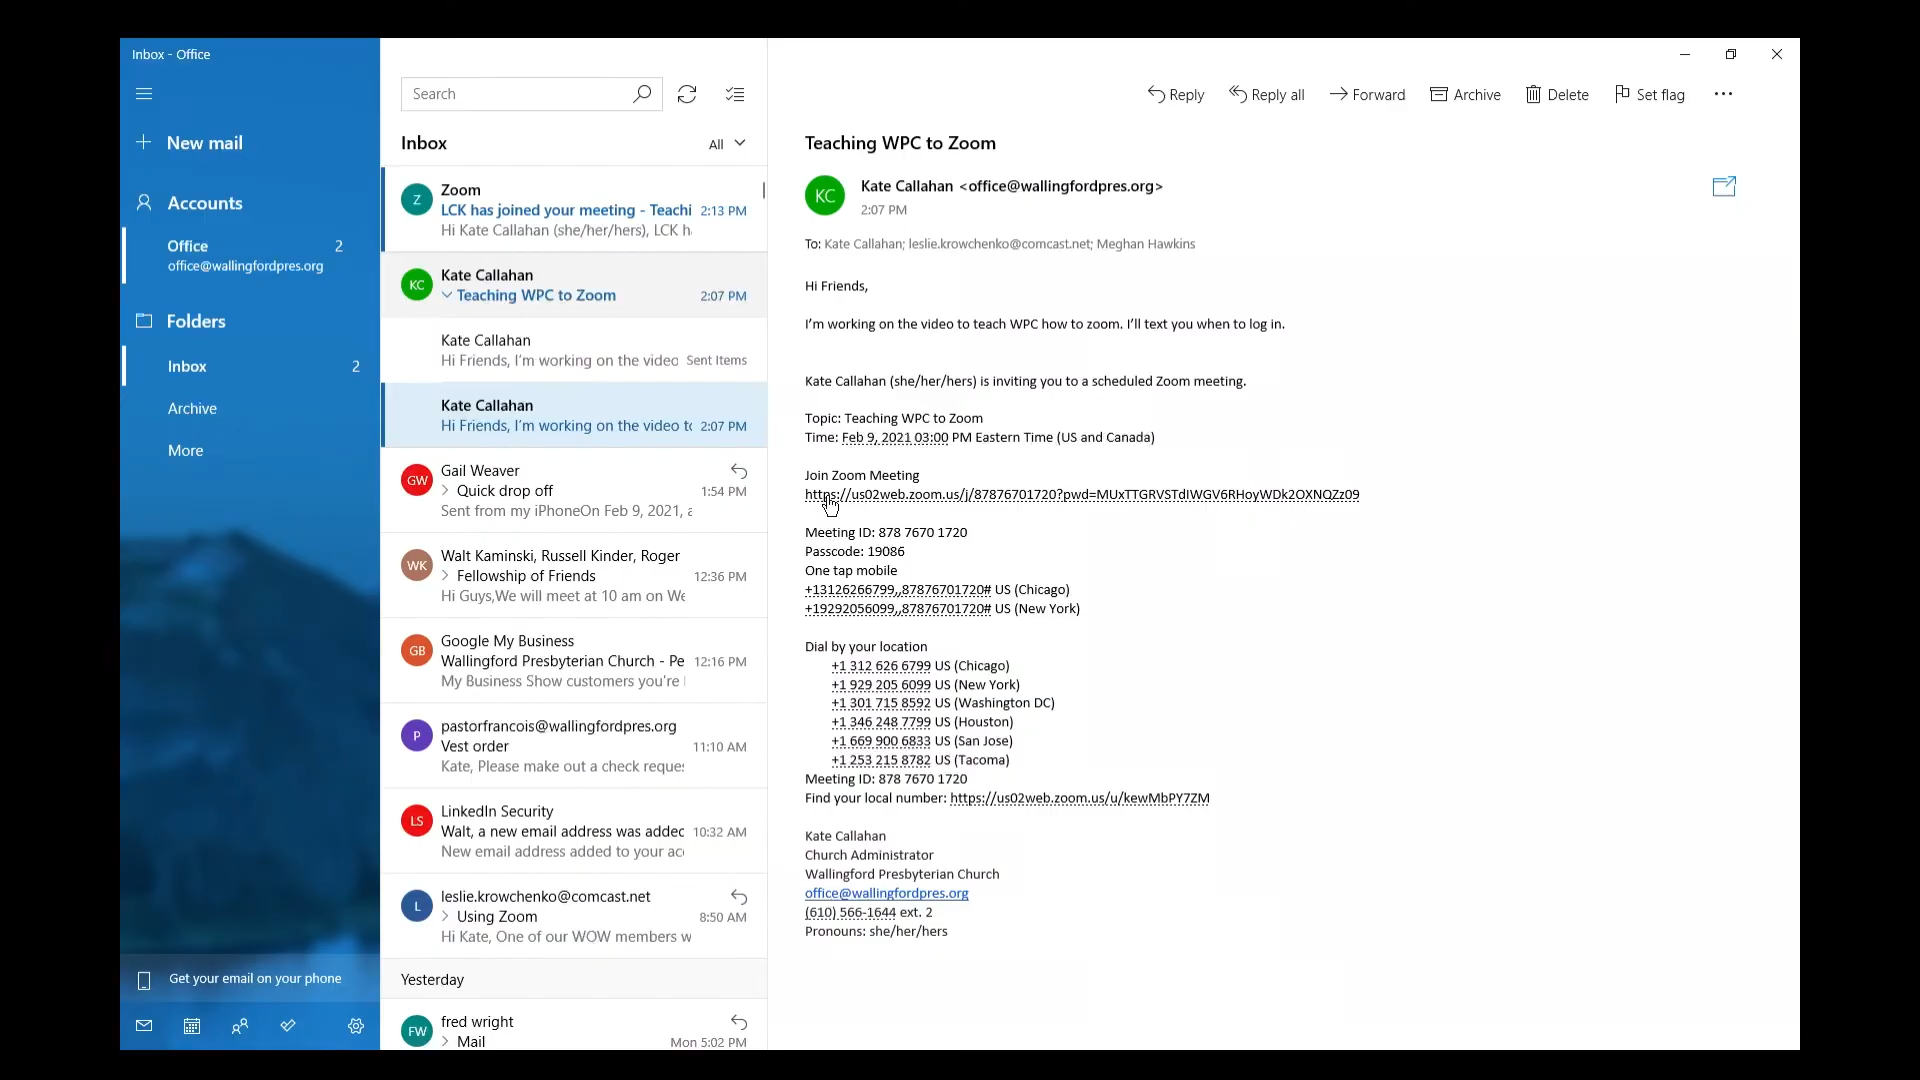 Inbox - Office
New mail
Accounts
Office 2
office@wallingfordpres.org
Folders
Inbox 2
Archive
More
Get your email on your phone
Search
Inbox All
Z
Zoom
LCK has joined your meeting - Teachi 2:13 PM
Hi Kate Callahan (she/her/hers), LCK h
KC
Kate Callahan
Teaching WPC to Zoom 2:07 PM
Kate Callahan
Hi Friends, I'm working on the video Sent Items
Kate Callahan
Hi Friends, I'm working on the video to 2:07 PM
GW
Gail Weaver
Quick drop off 1:54 PM
Sent from my iPhoneOn Feb 9, 2021, a
WK
Walt Kaminski, Russell Kinder, Roger
Fellowship of Friends 12:36 PM
Hi Guys,We will meet at 10 am on We
GB
Google My Business
Wallingford Presbyterian Church - Pe 12:16 PM
My Business Show customers you're
P
pastorfrancois@wallingfordpres.org
Vest order 11:10 AM
Kate, Please make out a check reques
LS
LinkedIn Security
Walt, a new email address was added 10:32 AM
New email address added to your acc
L
leslie.krowchenko@comcast.net
Using Zoom 8:50 AM
Hi Kate, One of our WOW members w
Yesterday
FW
fred wright
Mail Mon 5:02 PM
Reply Reply all Forward Archive Delete Set flag
Teaching WPC to Zoom
KC
Kate Callahan <office@wallingfordpres.org>
2:07 PM
To: Kate Callahan; leslie.krowchenko@comcast.net; Meghan Hawkins
Hi Friends,
I'm working on the video to teach WPC how to zoom. I'll text you when to log in.
Kate Callahan (she/her/hers) is inviting you to a scheduled Zoom meeting.
Topic: Teaching WPC to Zoom
Time: Feb 9, 2021 03:00 PM Eastern Time (US and Canada)
Join Zoom Meeting
https://us02web.zoom.us/j/87876701720?pwd=MUxTTGRVSTdIWGV6RHoyWDk2OXNQZz09
Meeting ID: 878 7670 1720
Passcode: 19086
One tap mobile
+13126266799,,87876701720# US (Chicago)
+19292056099,,87876701720# US (New York)
Dial by your location
+1 312 626 6799 US (Chicago)
+1 929 205 6099 US (New York)
+1 301 715 8592 US (Washington DC)
+1 346 248 7799 US (Houston)
+1 669 900 6833 US (San Jose)
+1 253 215 8782 US (Tacoma)
Meeting ID: 878 7670 1720
Find your local number: https://us02web.zoom.us/u/kewMbPY7ZM
Kate Callahan
Church Administrator
Wallingford Presbyterian Church
office@wallingfordpres.org
(610) 566-1644 ext. 2
Pronouns: she/her/hers